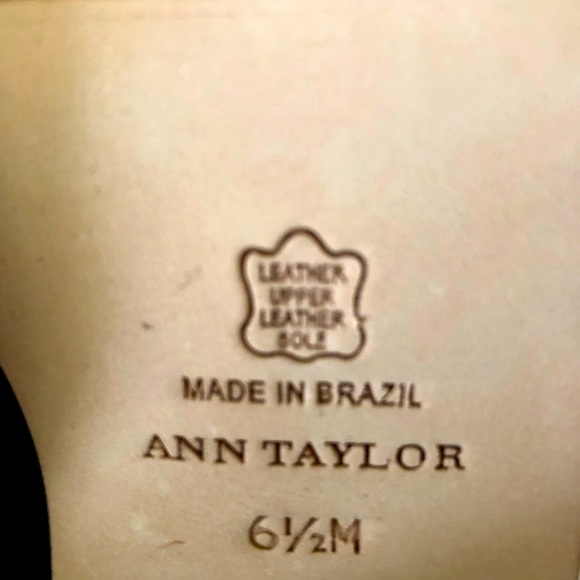 LEATHER
UPPER
LEATHER
SOLE
MADE IN BRAZIL
ANN TAYLOR
6½M